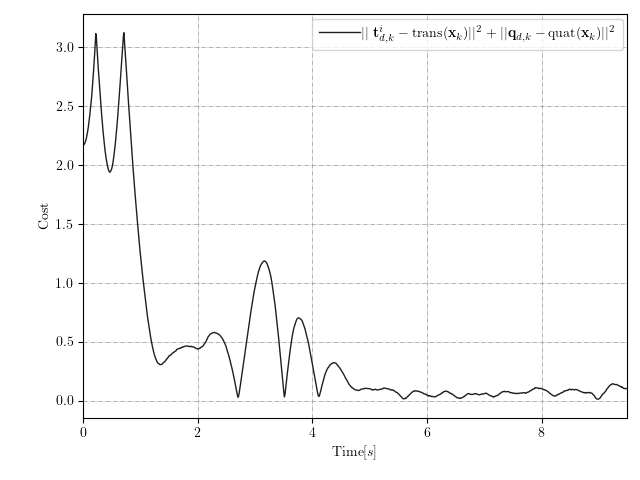 || t^i_{d,k} − trans(x_k)||² + ||q_{d,k} − quat(x_k)||²
3.0
2.5
2.0
1.5
1.0
0.5
0.0
Cost
0 2 4 6 8
Time[s]